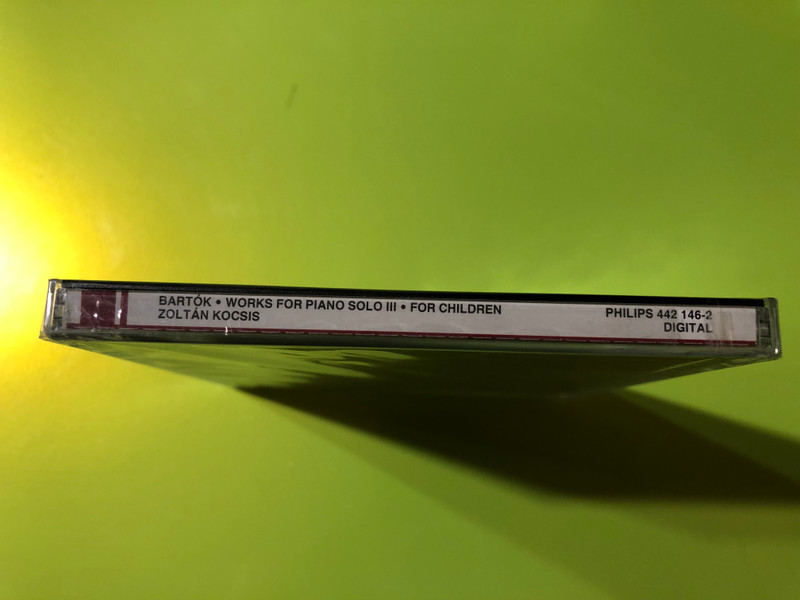 BARTÓK • WORKS FOR PIANO SOLO III • FOR CHILDREN
ZOLTÁN KOCSIS
PHILIPS 442 146-2
DIGITAL